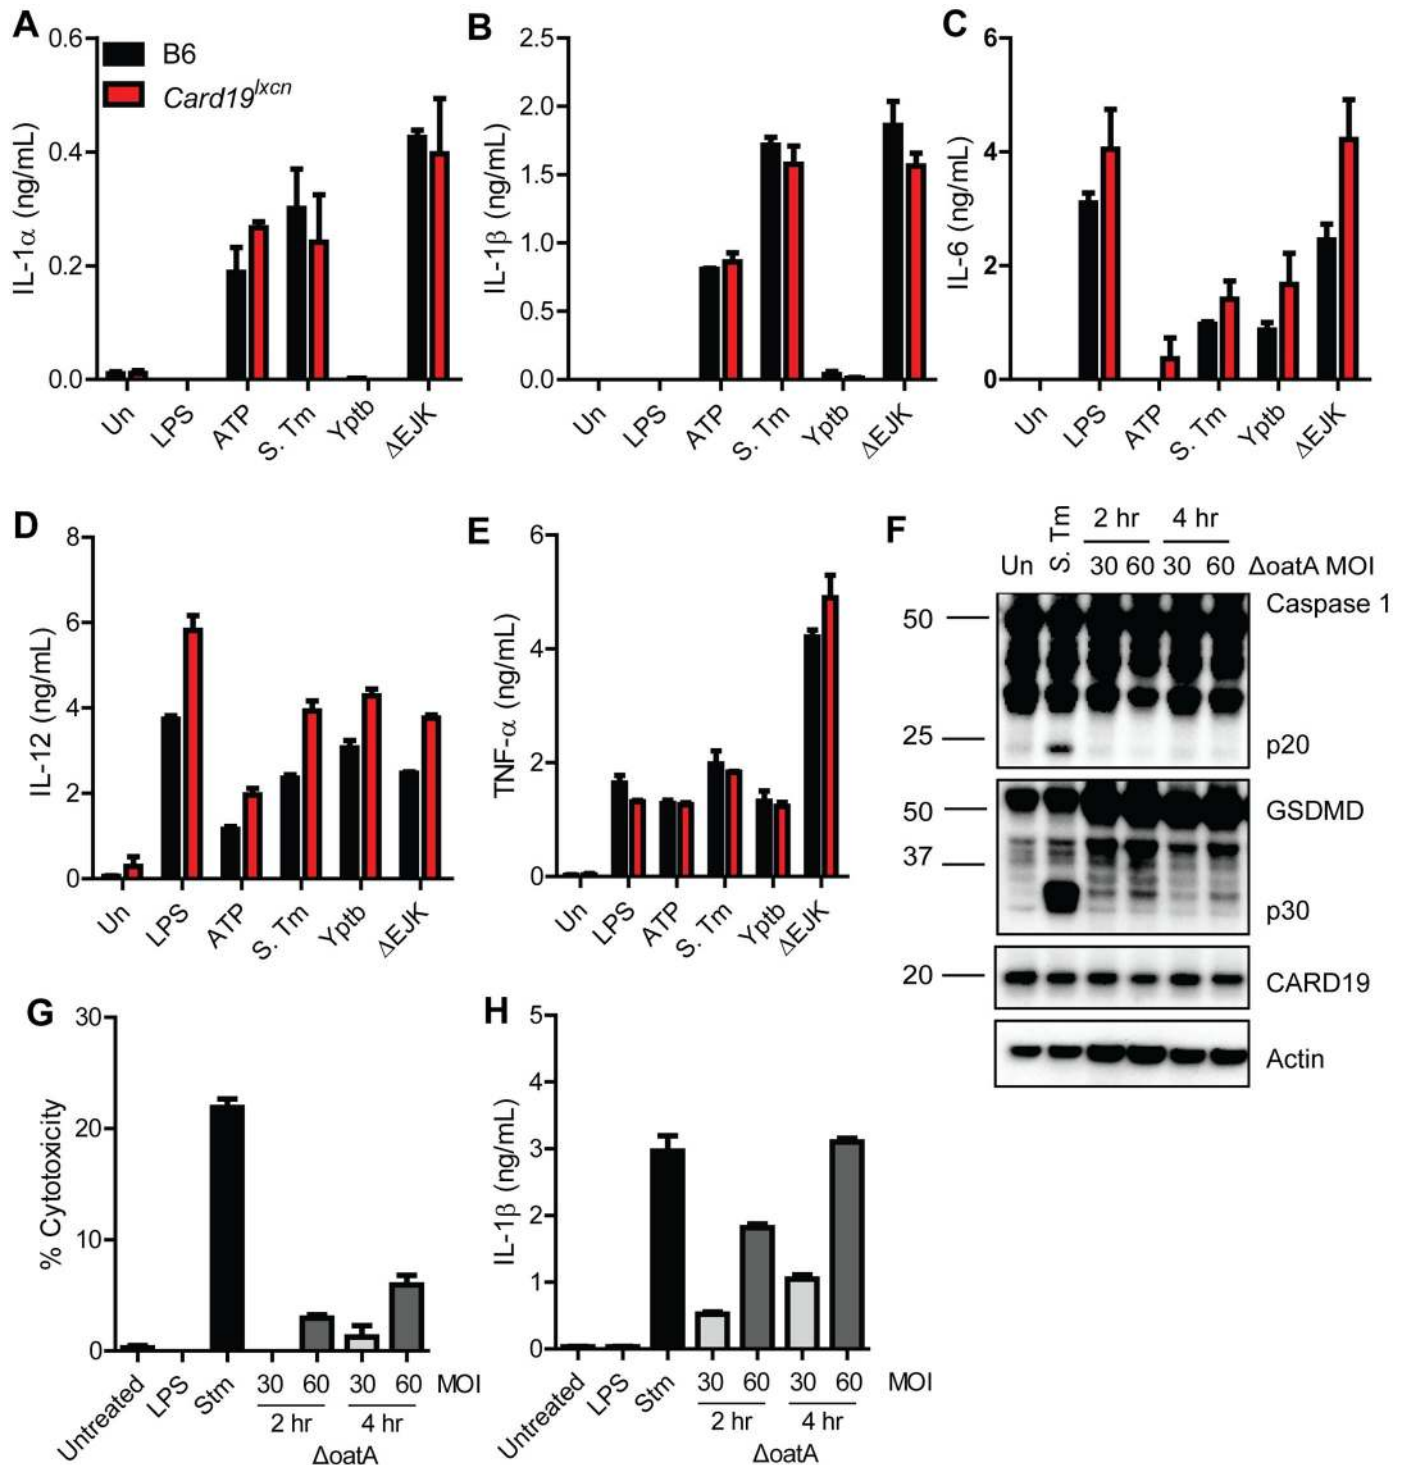 A
B6
Card19lxcn
IL-1α (ng/mL)
0.6
0.4
0.2
0.0
Un
LPS
ATP
S. Tm
Yptb
ΔEJK
B
IL-1β (ng/mL)
2.5
2.0
1.5
1.0
0.5
0.0
Un
LPS
ATP
S. Tm
Yptb
ΔEJK
C
IL-6 (ng/mL)
6
4
2
0
Un
LPS
ATP
S. Tm
Yptb
ΔEJK
D
IL-12 (ng/mL)
8
6
4
2
0
Un
LPS
ATP
S. Tm
Yptb
ΔEJK
E
TNF-α (ng/mL)
6
4
2
0
Un
LPS
ATP
S. Tm
Yptb
ΔEJK
F
2 hr 4 hr
Un S. Tm 30 60 30 60 ΔoatA MOI
50 Caspase 1
25 p20
50 GSDMD
37
p30
20 CARD19
Actin
G
% Cytotoxicity
30
20
10
0
Untreated
LPS
Stm
30 60 30 60 MOI
2 hr 4 hr
ΔoatA
H
IL-1β (ng/mL)
5
4
3
2
1
0
Untreated
LPS
Stm
30 60 30 60 MOI
2 hr 4 hr
ΔoatA